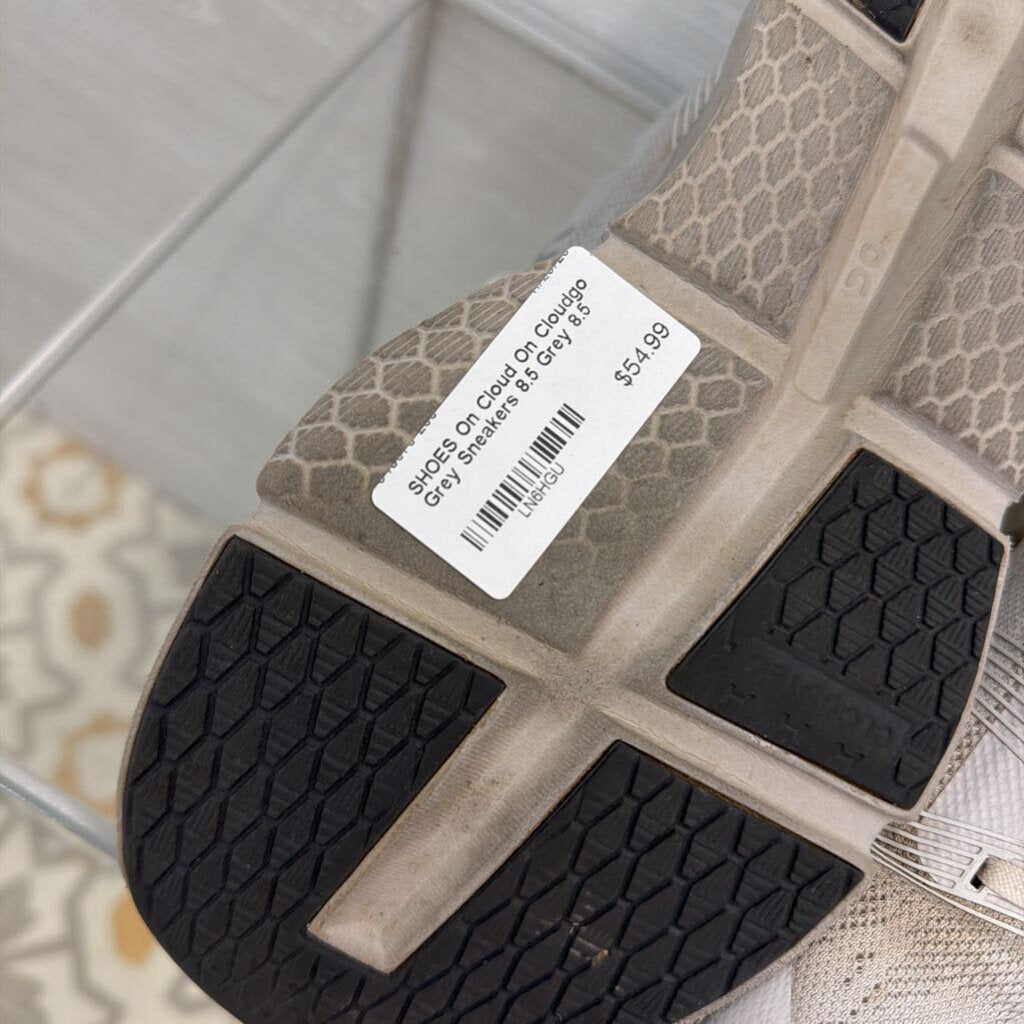 SHOES On Cloud On Cloudgo
Grey Sneakers 8.5 Grey 8.5
$54.99
LN6HGU